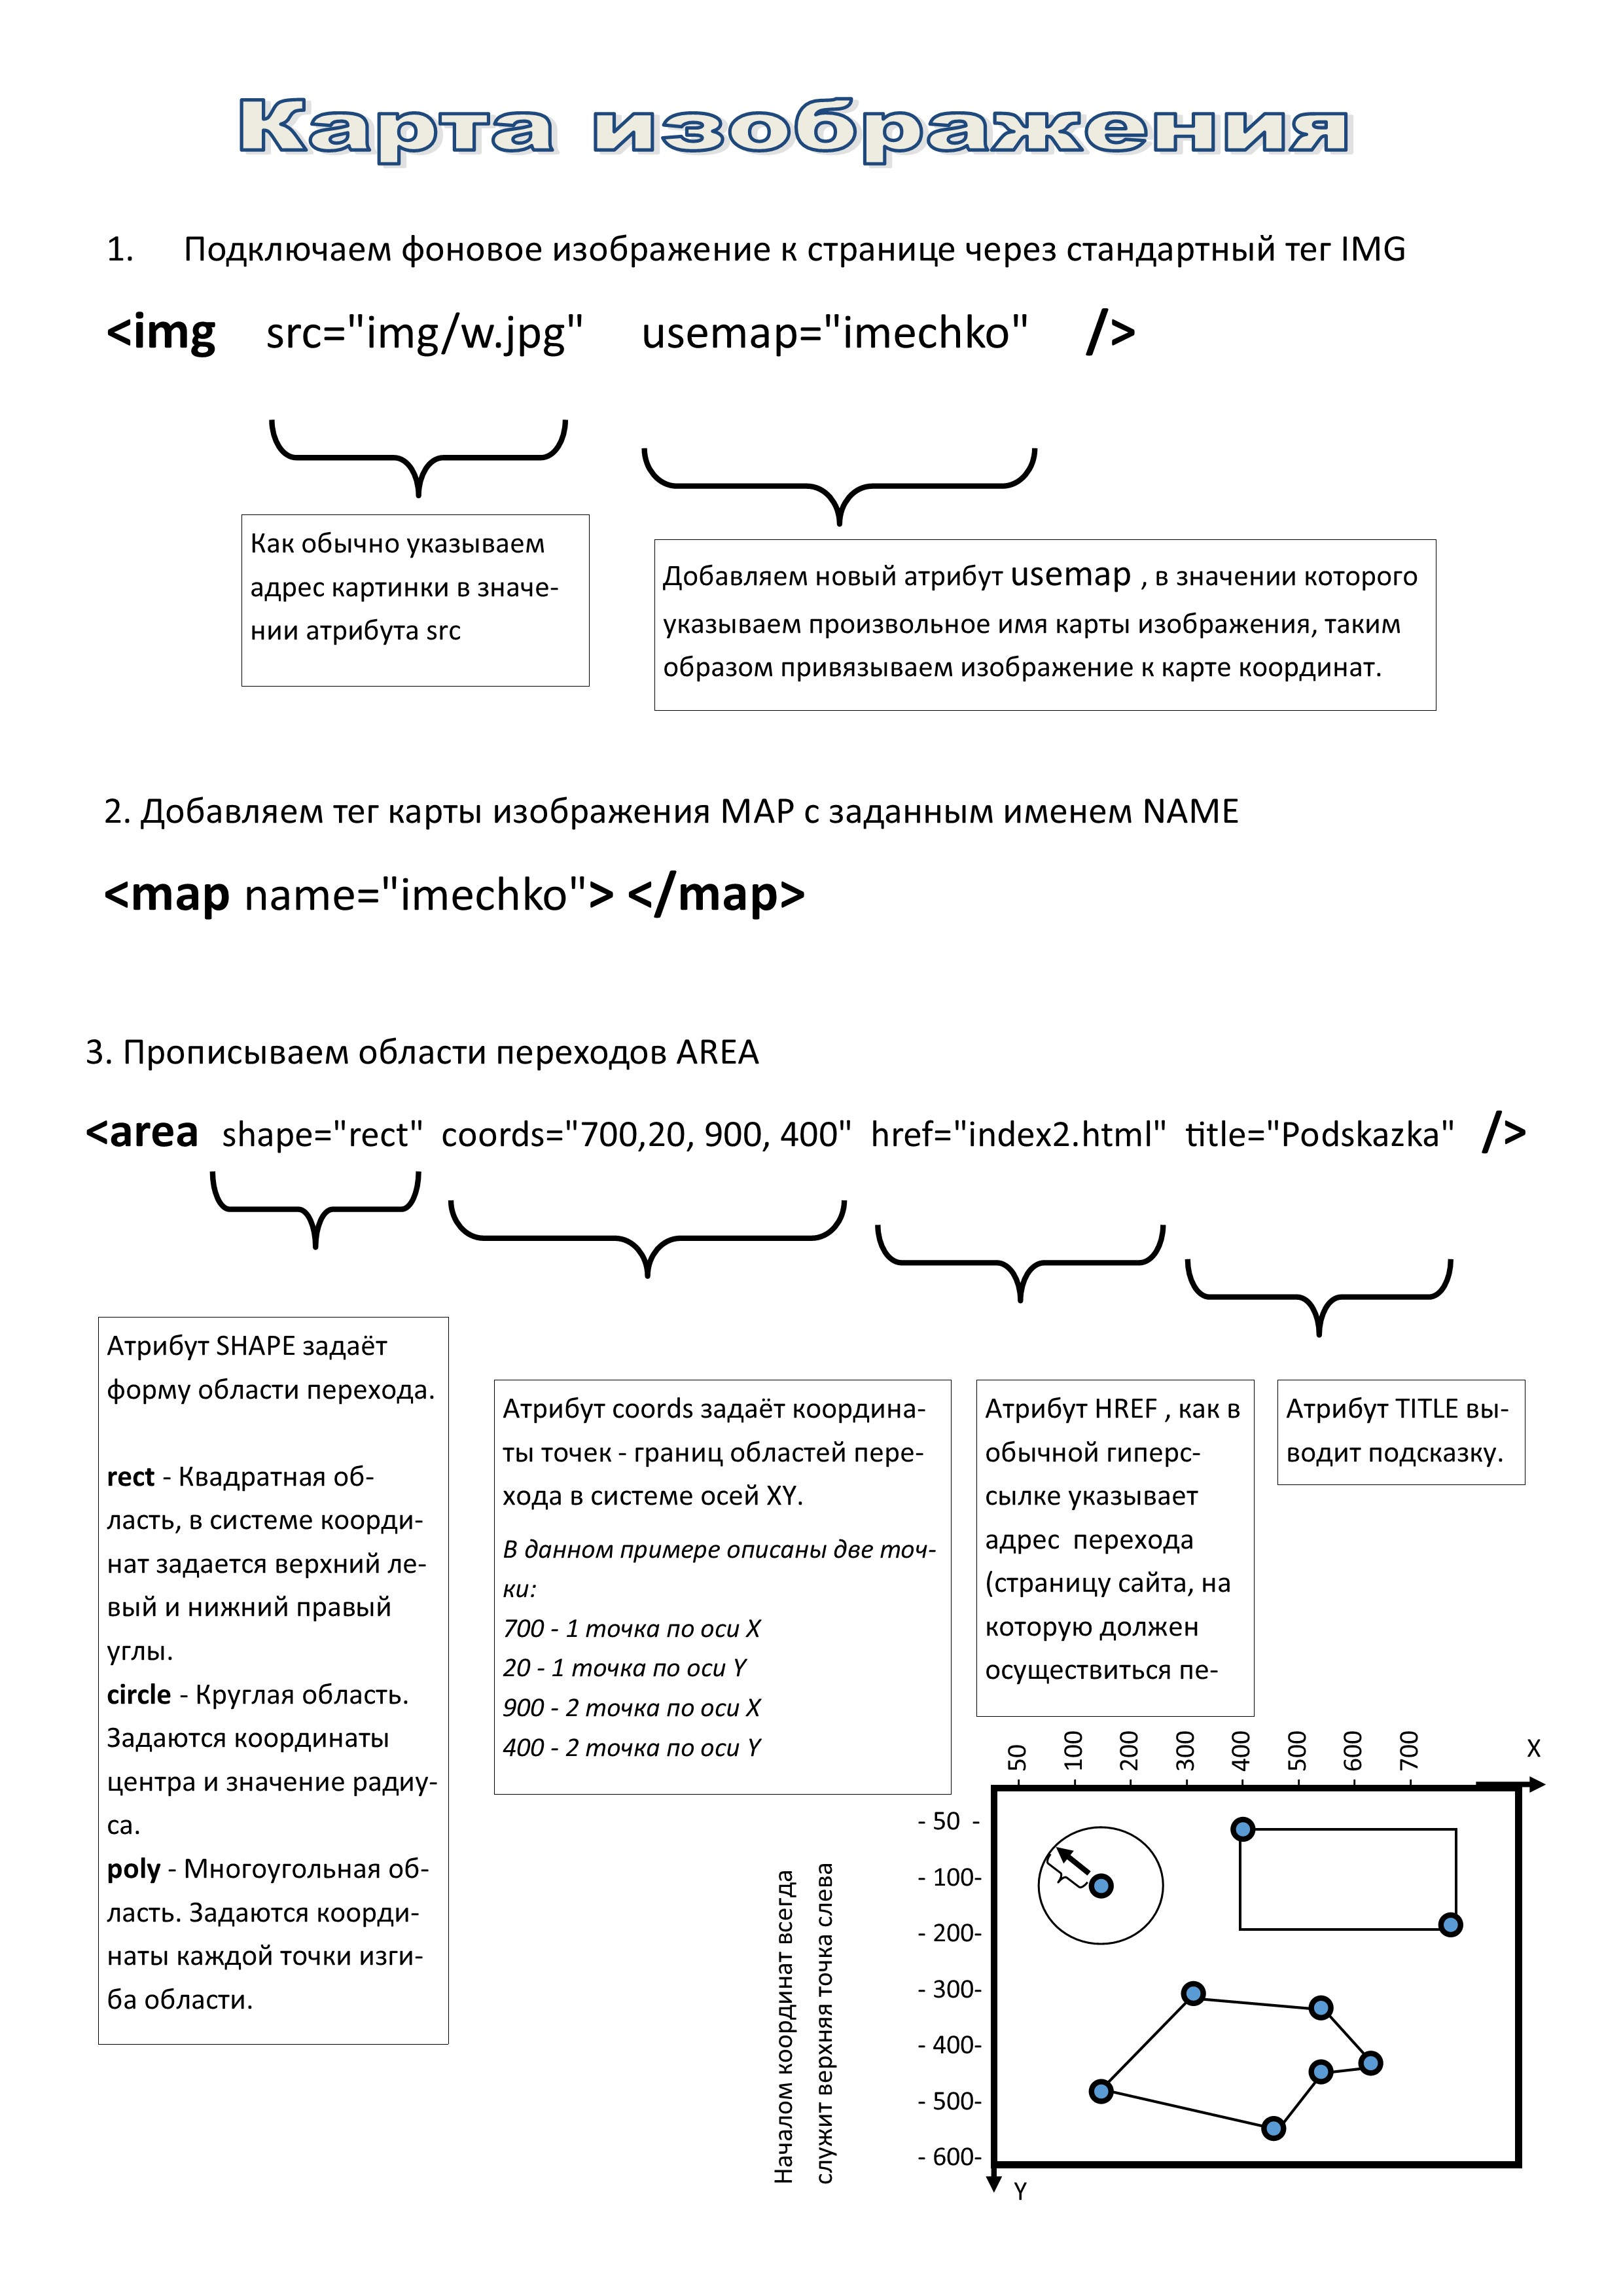 Карта изображения
1. Подключаем фоновое изображение к странице через стандартный тег IMG
<img src="img/w.jpg" usemap="imechko" />
Как обычно указываем
адрес картинки в значе-
нии атрибута src
Добавляем новый атрибут usemap , в значении которого
указываем произвольное имя карты изображения, таким
образом привязываем изображение к карте координат.
2. Добавляем тег карты изображения MAP с заданным именем NAME
<map name="imechko"> </map>
3. Прописываем области переходов AREA
<area shape="rect" coords="700,20, 900, 400" href="index2.html" title="Podskazka" />
Атрибут SHAPE задаёт
форму области перехода.
rect - Квадратная об-
ласть, в системе коорди-
нат задается верхний ле-
вый и нижний правый
углы.
circle - Круглая область.
Задаются координаты
центра и значение радиу-
са.
poly - Многоугольная об-
ласть. Задаются коорди-
наты каждой точки изги-
ба области.
Атрибут coords задаёт координа-
ты точек - границ областей пере-
хода в системе осей XY.
В данном примере описаны две точ-
ки:
700 - 1 точка по оси X
20 - 1 точка по оси Y
900 - 2 точка по оси X
400 - 2 точка по оси Y
Атрибут HREF , как в
обычной гиперс-
сылке указывает
адрес перехода
(страницу сайта, на
которую должен
осуществиться пе-
Атрибут TITLE вы-
водит подсказку.
50 100 200 300 400 500 600 700 X
- 50 -
- 100-
- 200-
- 300-
- 400-
- 500-
- 600-
Y
Началом координат всегда
служит верхняя точка слева